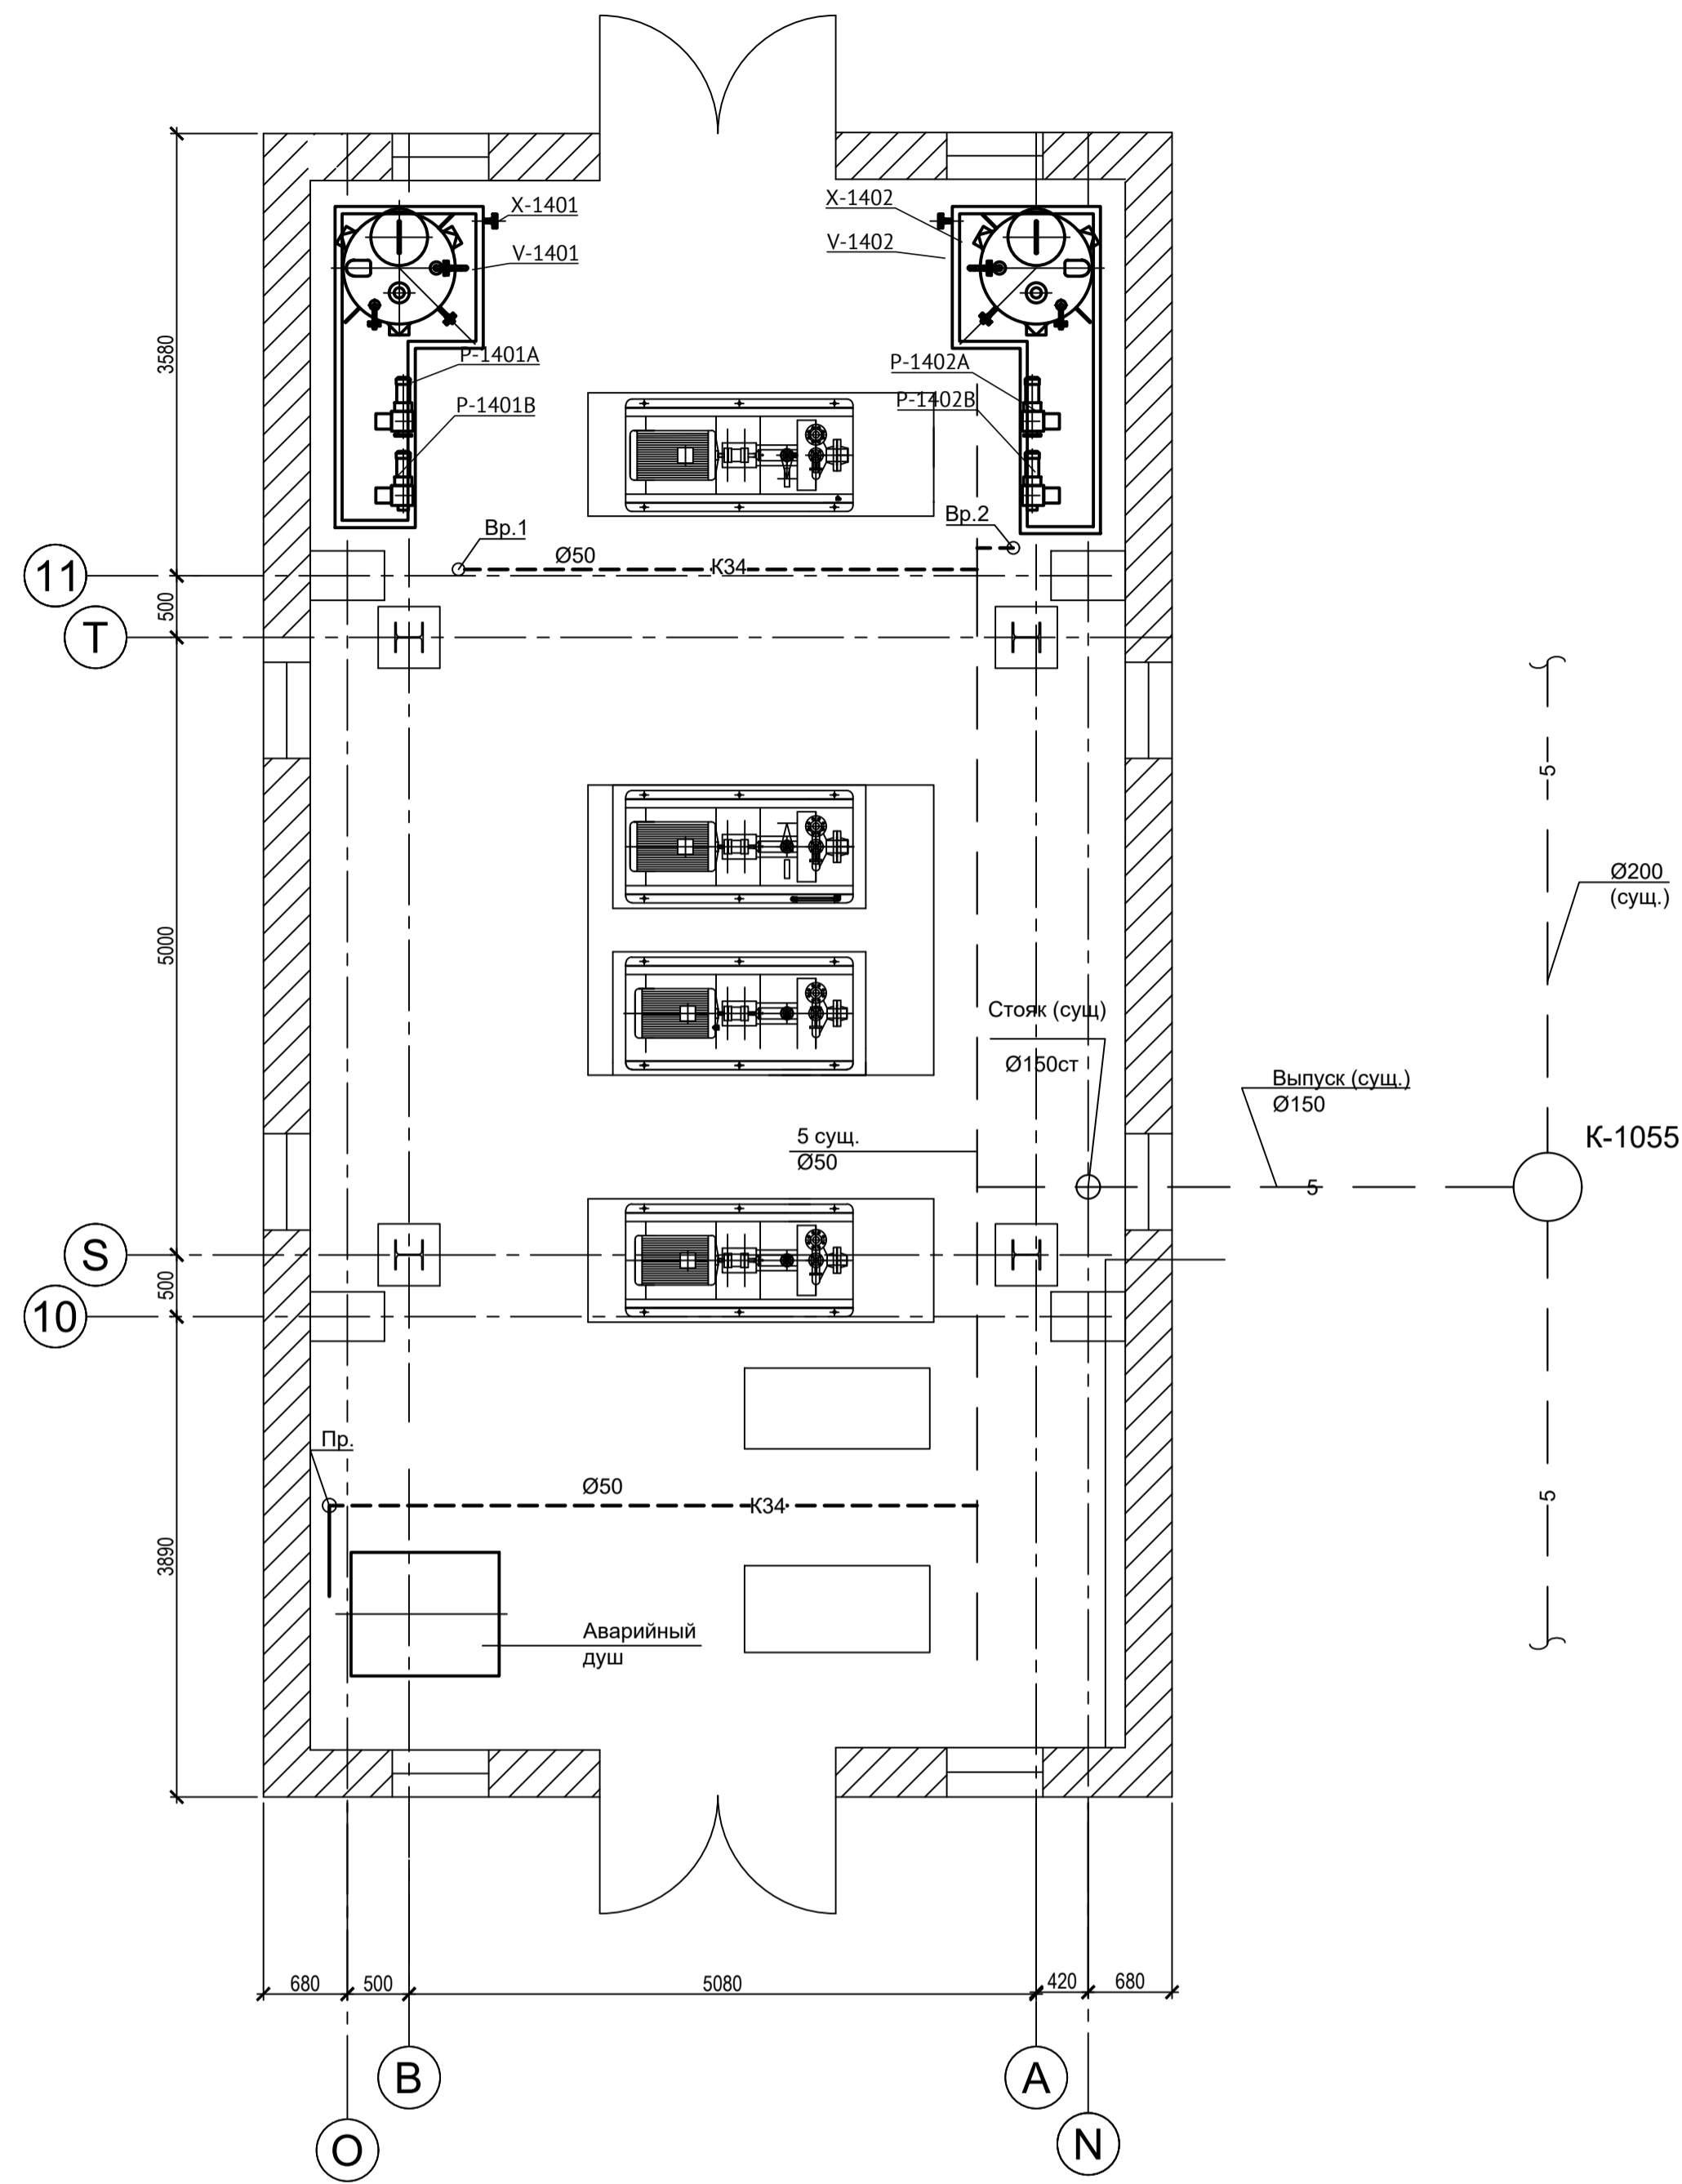 X-1401
V-1401
X-1402
V-1402
P-1401A
P-1401B
P-1402A
P-1402B
3580
Вр.1
Вр.2
Ø50
К34
11
500
T
5
Ø200
(сущ.)
5000
Стояк (сущ)
Ø150ст
Выпуск (сущ.)
Ø150
5 сущ.
Ø50
К-1055
5
S
500
10
Пр.
Ø50
К34
5
3890
Аварийный
душ
680
500
5080
420
680
B
A
O
N